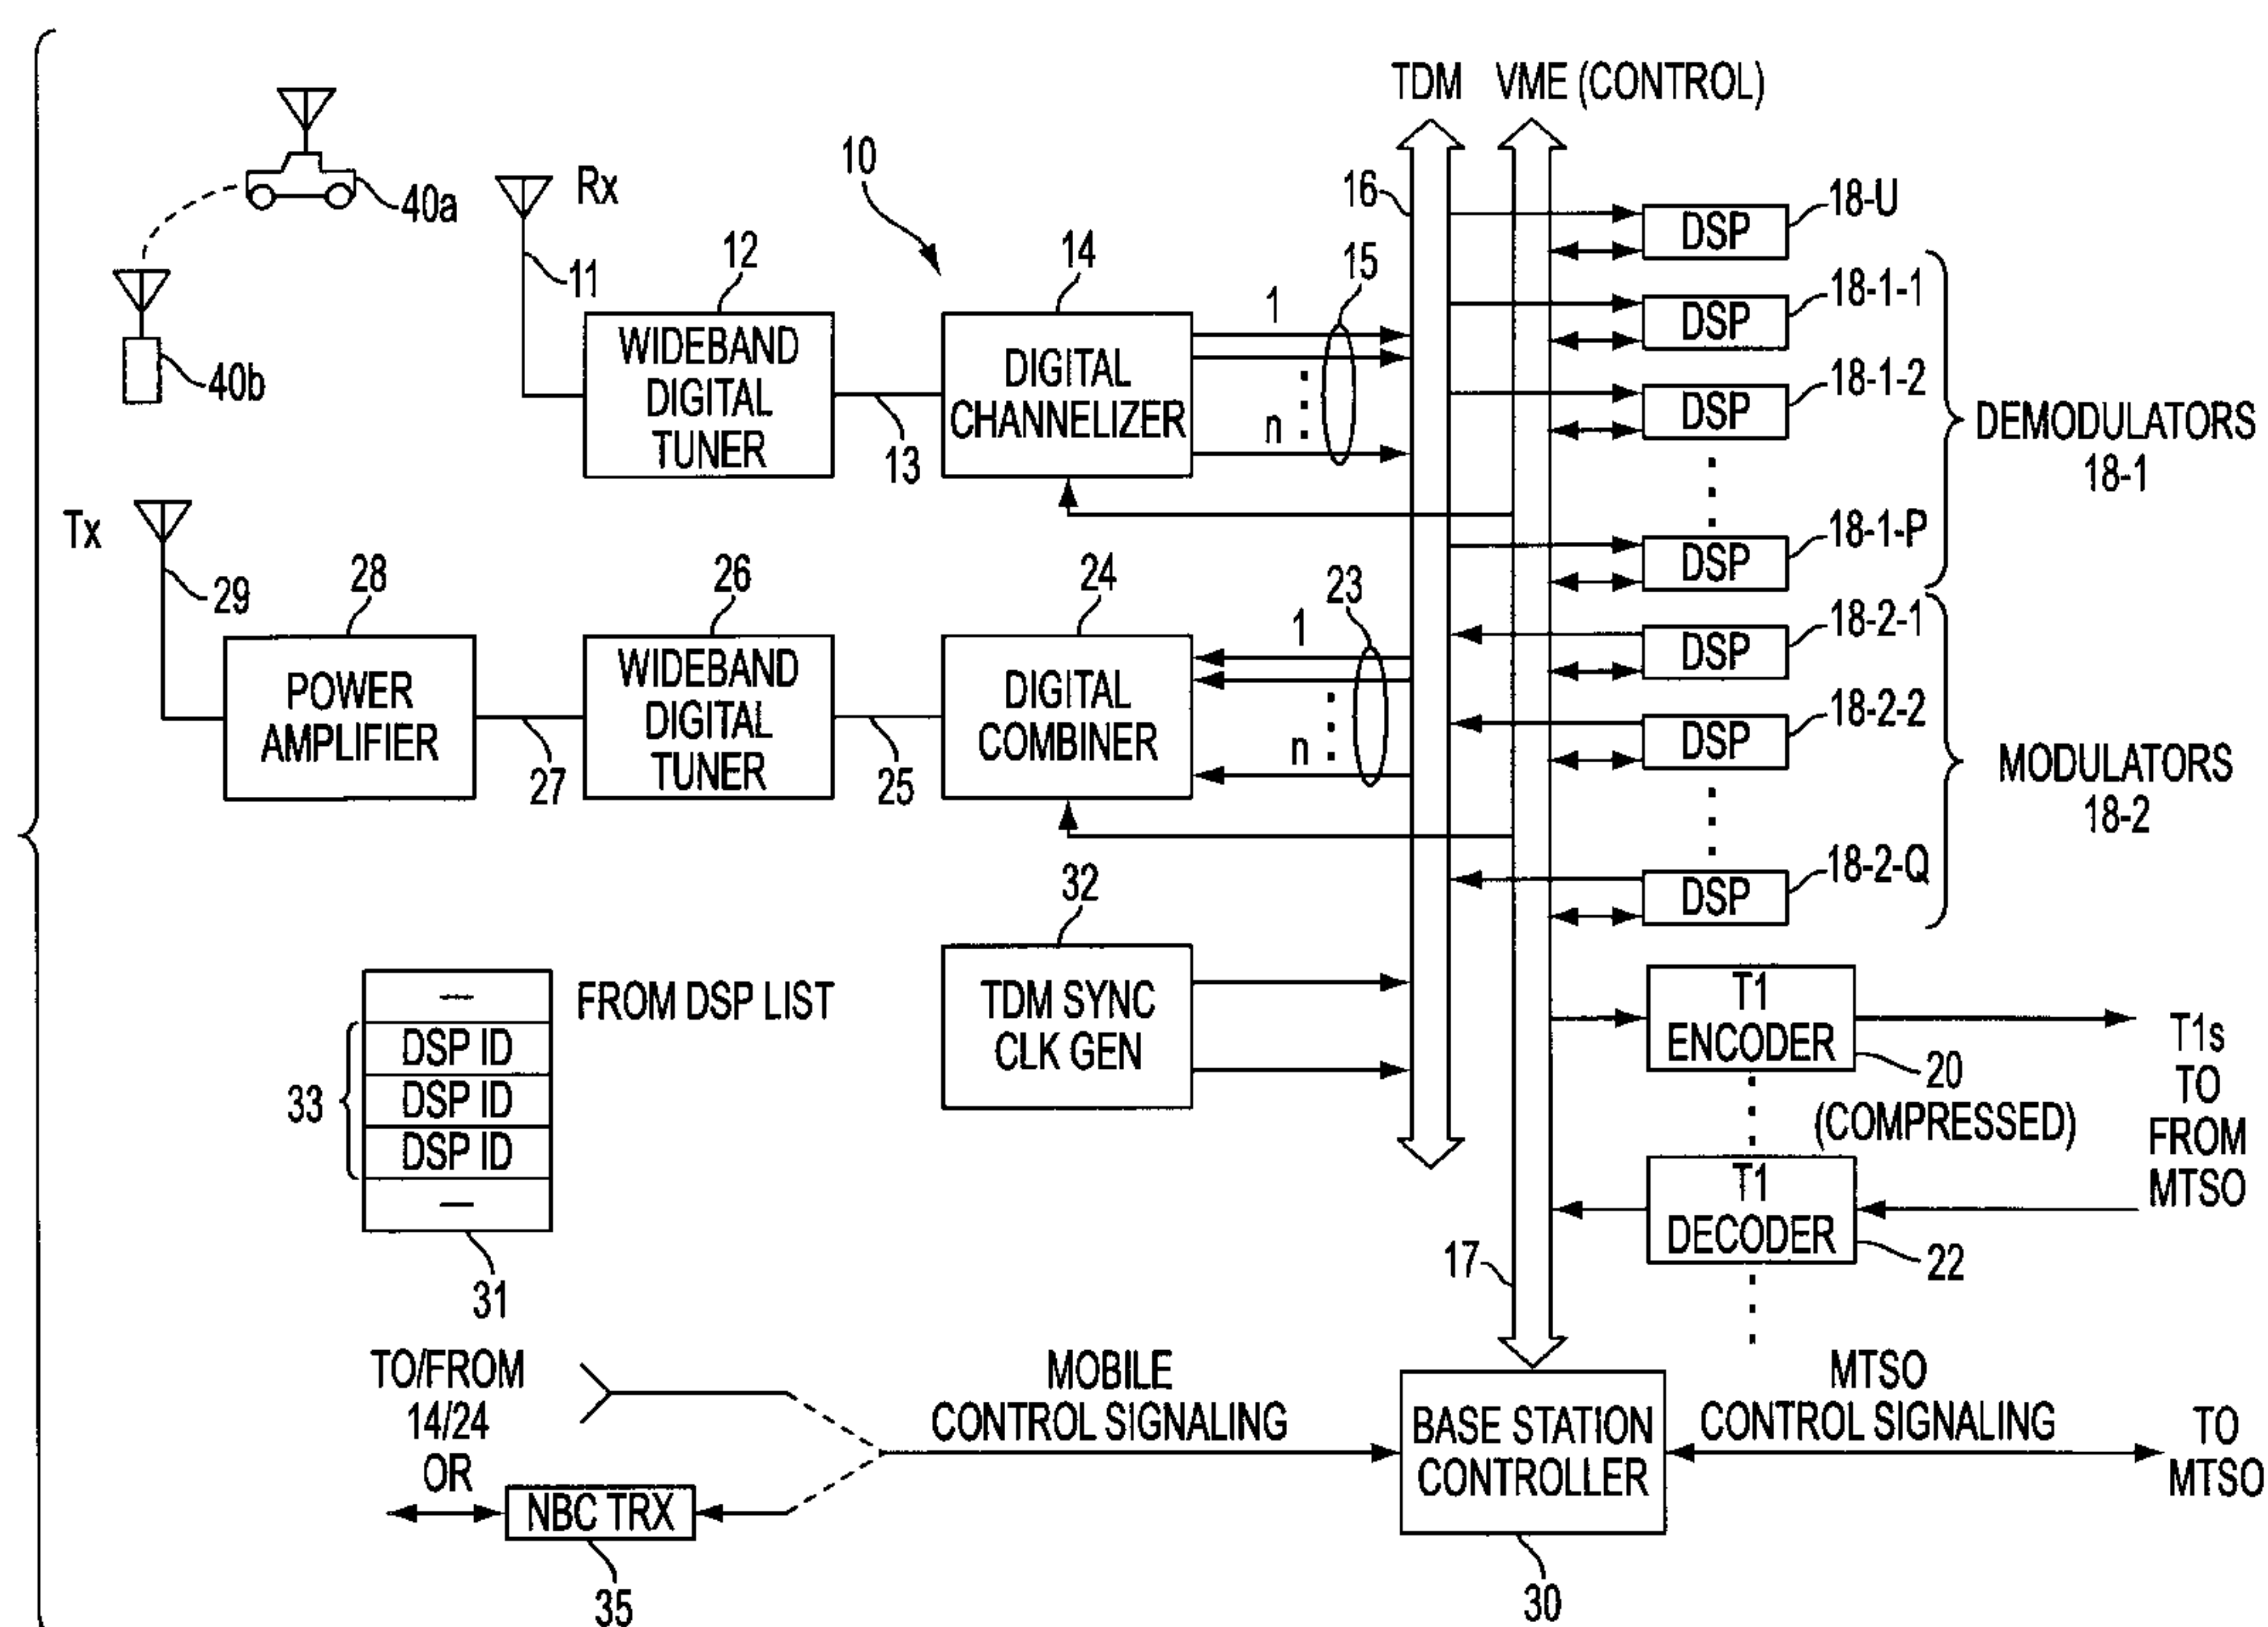 TDM VME (CONTROL)
10
16
Rx
40a
11
12
14
1
15
18-U
DSP
18-1-1
DSP
WIDEBAND
DIGITAL
TUNER
DIGITAL
CHANNELIZER
40b
13
n
18-1-2
DSP
DEMODULATORS
18-1
18-1-P
DSP
Tx
29
28
26
24
1
23
18-2-1
DSP
POWER
AMPLIFIER
WIDEBAND
DIGITAL
TUNER
DIGITAL
COMBINER
27
25
n
18-2-2
DSP
MODULATORS
18-2
18-2-Q
DSP
32
TDM SYNC
CLK GEN
—
FROM DSP LIST
33
DSP ID
DSP ID
DSP ID
—
31
T1
ENCODER
20
(COMPRESSED)
T1
DECODER
22
T1s
TO
FROM
MTSO
17
TO/FROM
14/24
OR
NBC TRX
35
MOBILE
CONTROL SIGNALING
BASE STATION
CONTROLLER
30
MTSO
CONTROL SIGNALING
TO
MTSO